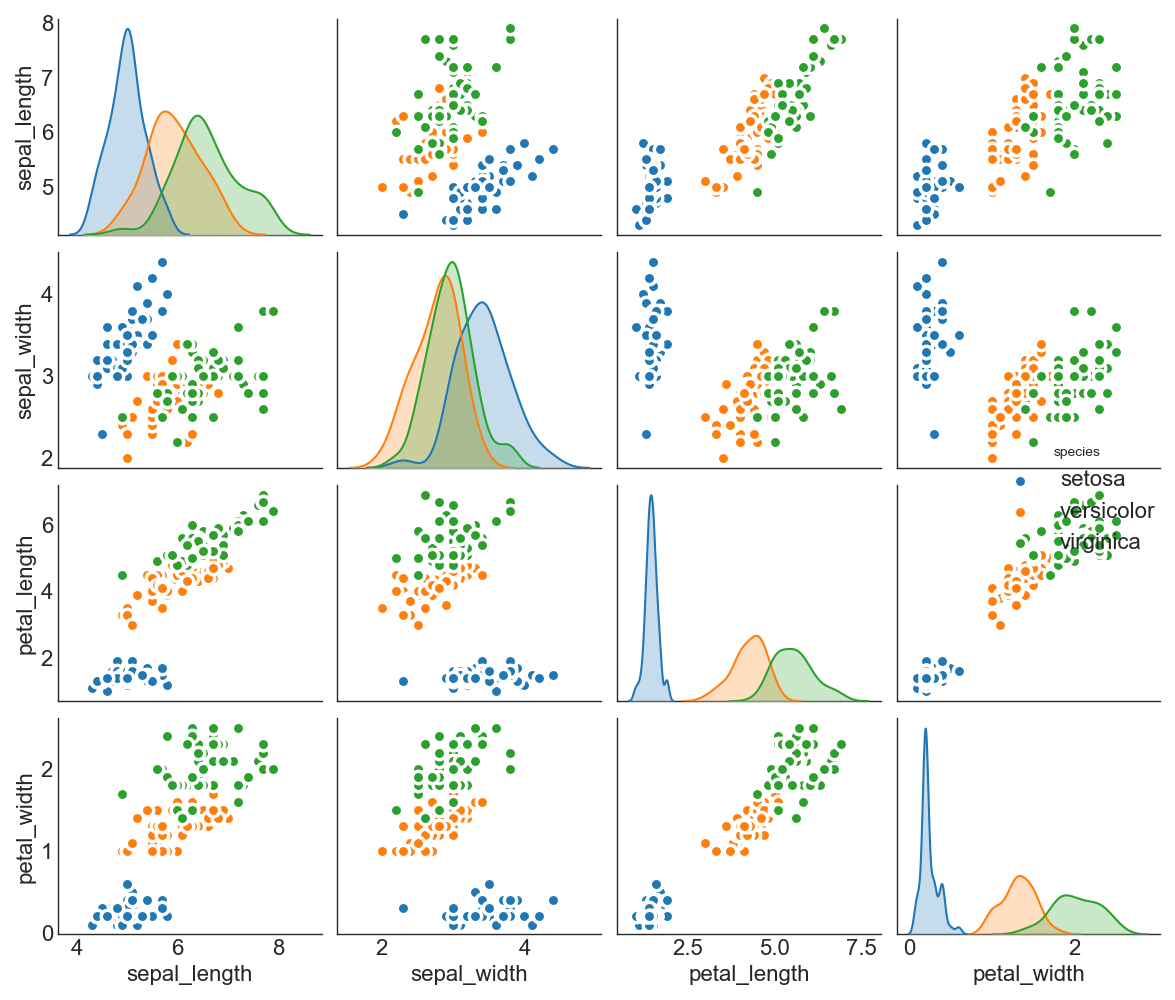 8
7
6
5
sepal_length
4
3
2
sepal_width
species
setosa
versicolor
virginica
6
4
2
petal_length
2
1
0
petal_width
4 6 8
2 4
2.5 5.0 7.5
0 2
sepal_length
sepal_width
petal_length
petal_width